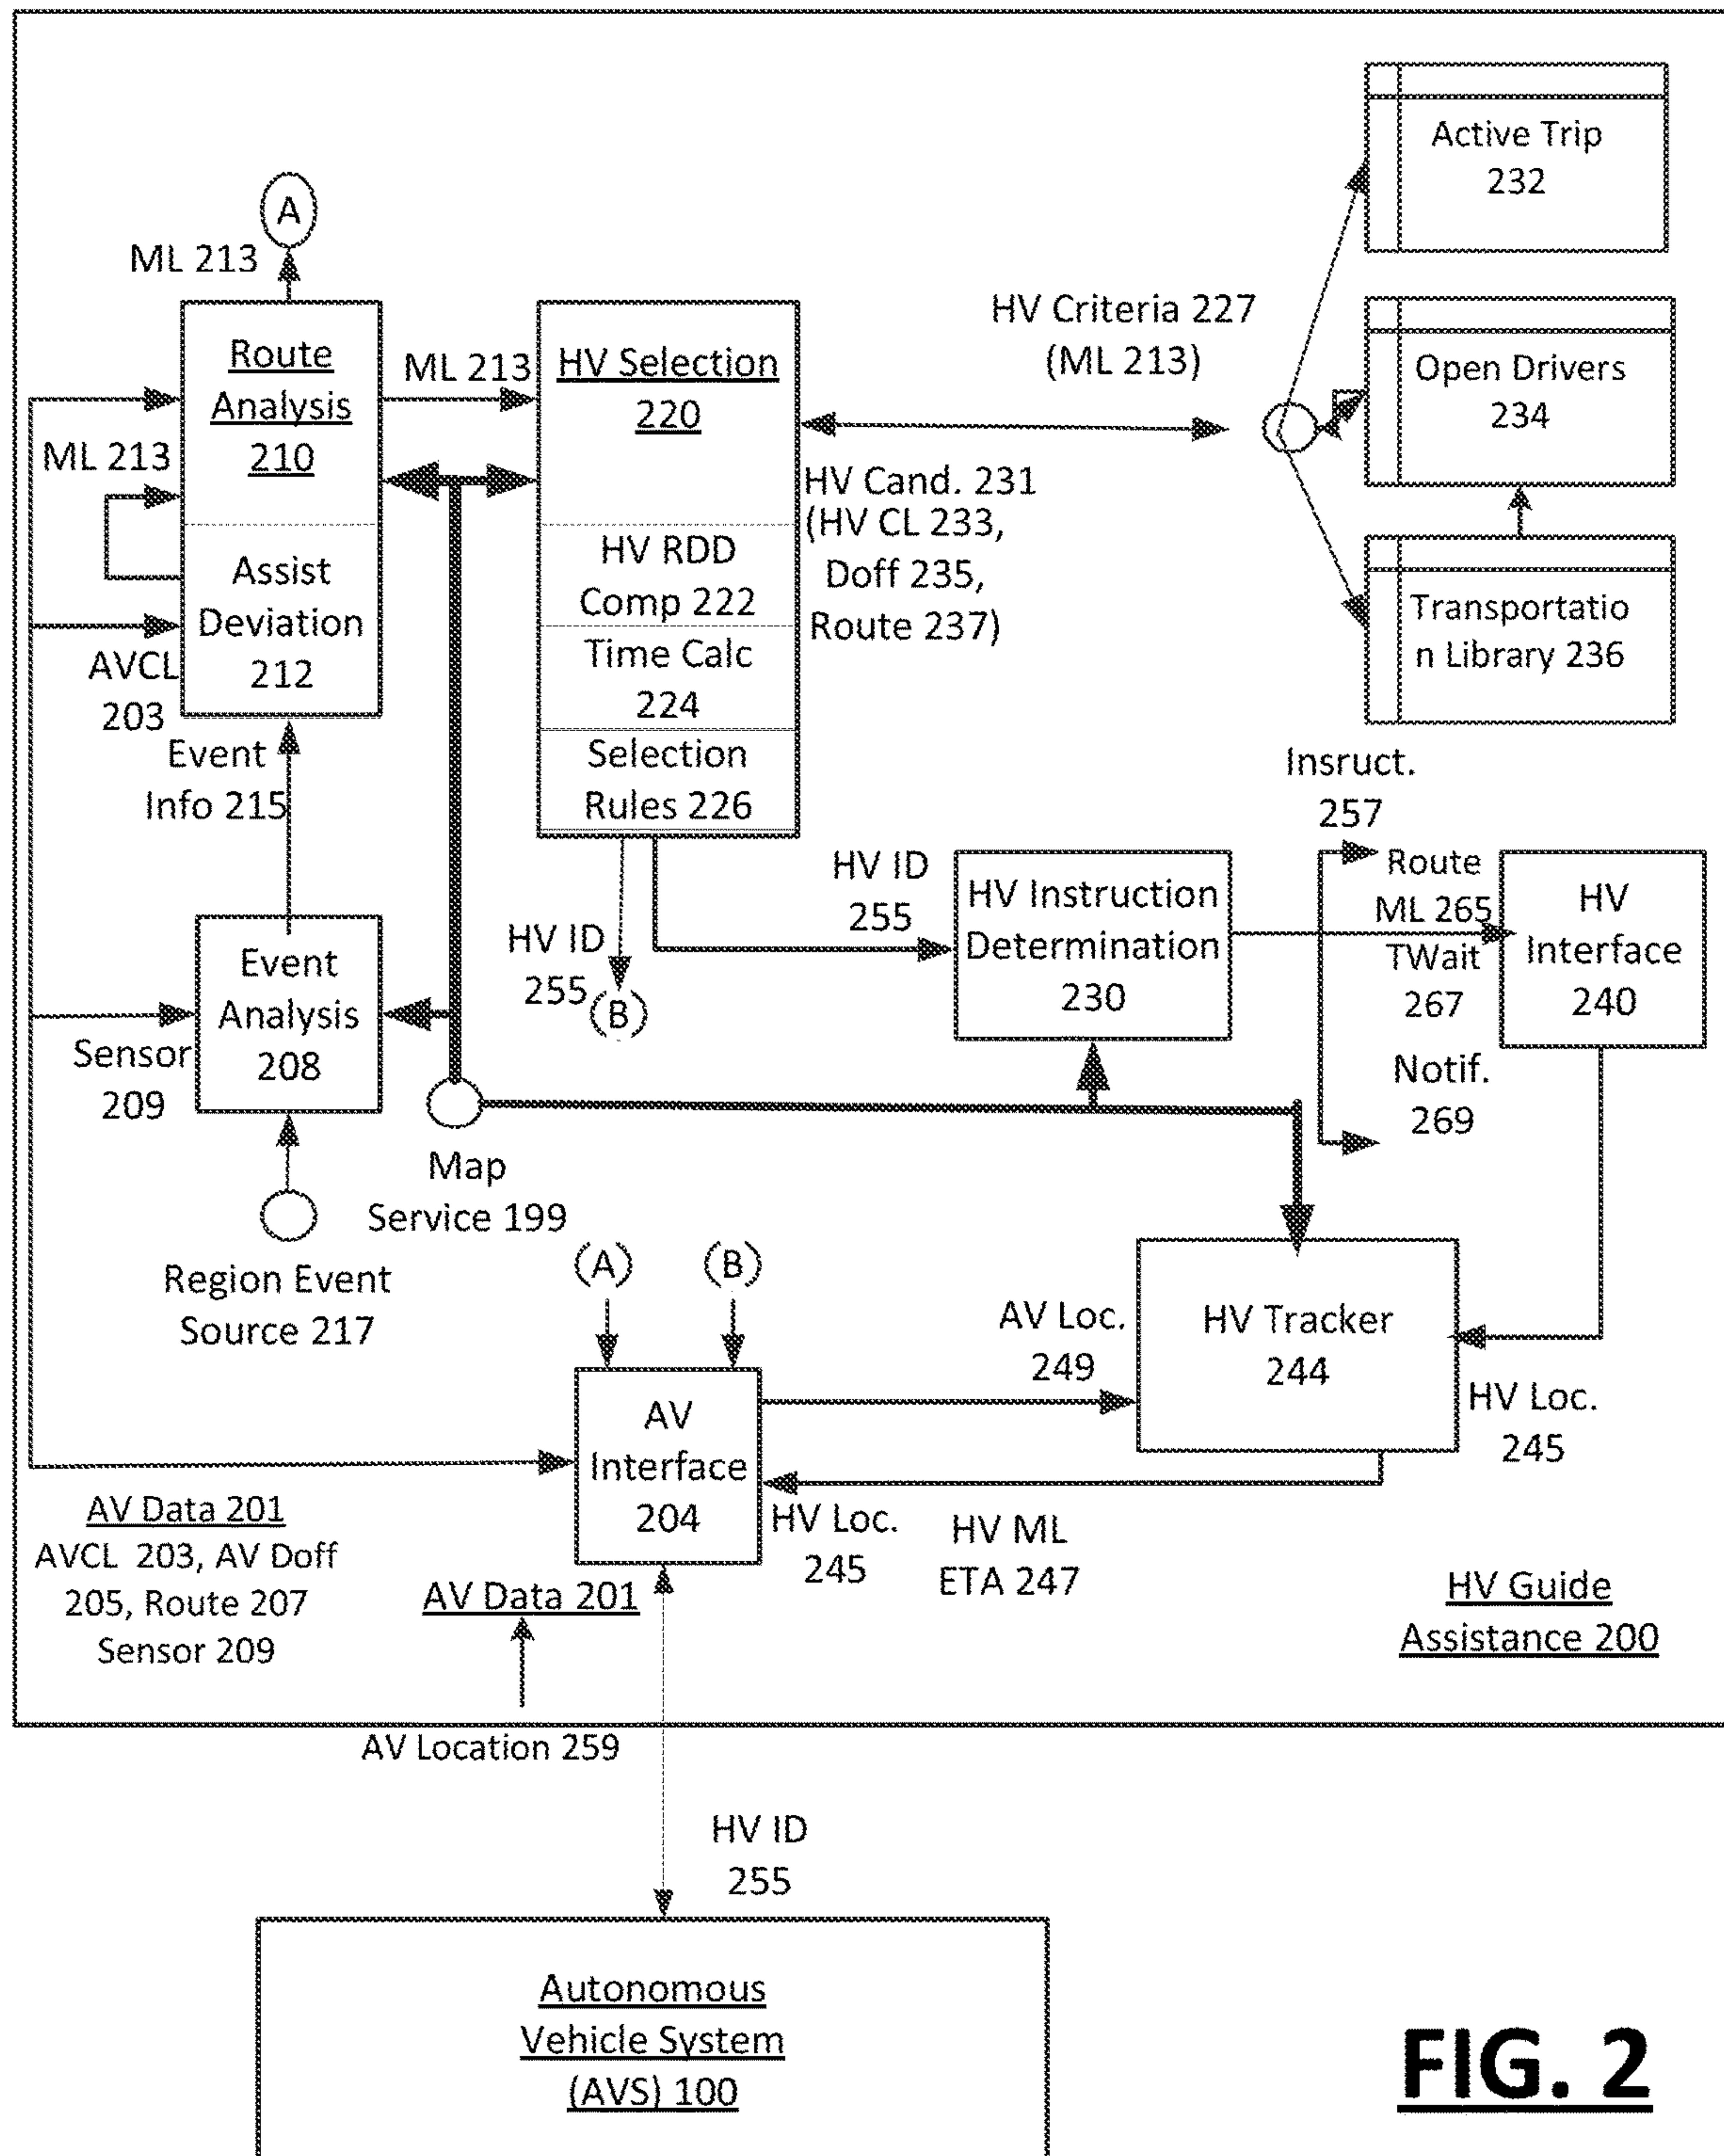 Active Trip
232
A
ML 213
Route
Analysis
210
ML 213
HV Selection
220
HV Criteria 227
(ML 213)
Open Drivers
234
ML 213
HV Cand. 231
(HV CL 233,
Doff 235,
Route 237)
Assist
Deviation
212
HV RDD
Comp 222
Time Calc
224
Selection
Rules 226
Transportatio
n Library 236
AVCL
203
Event
Info 215
Insruct.
257
HV ID
255
HV Instruction
Determination
230
Route
ML 265
TWait
267
HV
Interface
240
HV ID
255
(B)
Event
Analysis
208
Sensor
209
Notif.
269
Map
Service 199
Region Event
Source 217
(A)
(B)
AV Loc.
249
HV Tracker
244
HV Loc.
245
AV
Interface
204
AV Data 201
AVCL 203, AV Doff
205, Route 207
Sensor 209
HV Loc.
245
HV ML
ETA 247
AV Data 201
HV Guide
Assistance 200
AV Location 259
HV ID
255
Autonomous
Vehicle System
(AVS) 100
FIG. 2